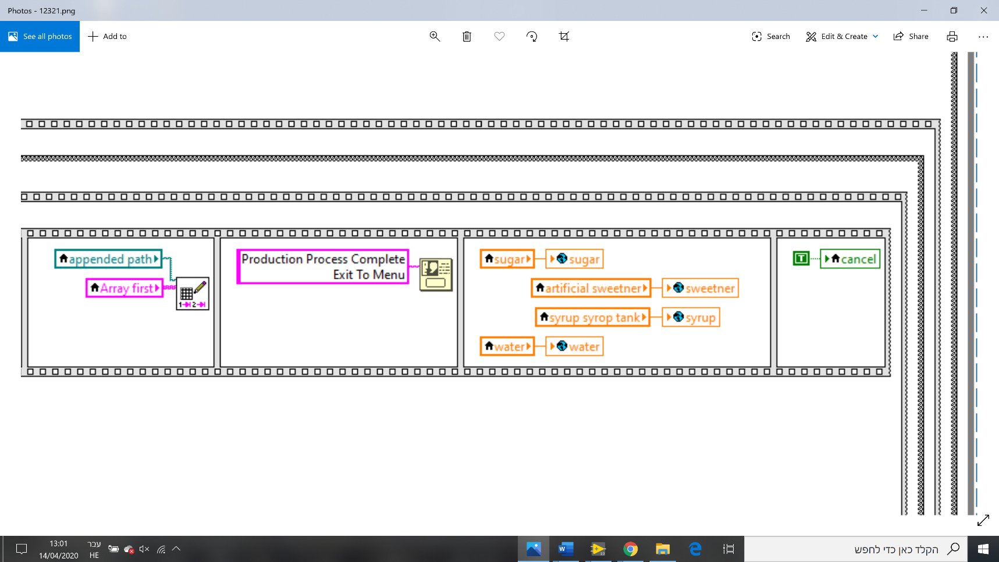 Photos - 12321.png
See all photos
Add to
Search
Edit & Create
Share
appended path
Array first
1 2
Production Process Complete
Exit To Menu
sugar sugar
artificial sweetner sweetner
syrup syrop tank syrup
water water
T cancel
13:01
14/04/2020
עבר
HE
W
19
הקלד כאן כדי לחפש